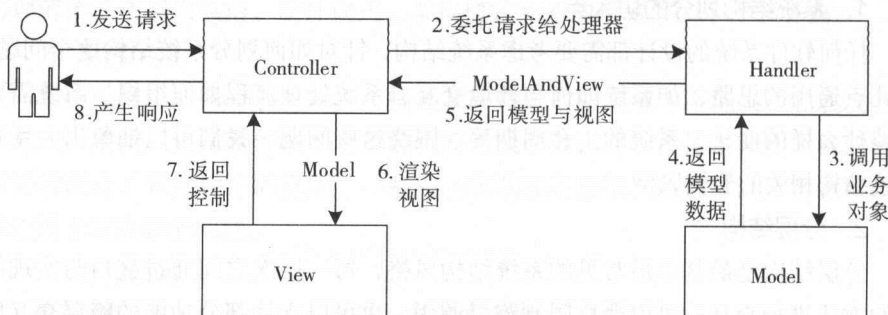 1.发送请求
2.委托请求给处理器
Controller
ModelAndView
Handler
8.产生响应
5.返回模型与视图
7.返回
控制
Model
6.渲染
视图
4.返回
模型
数据
3.调用
业务
对象
View
Model